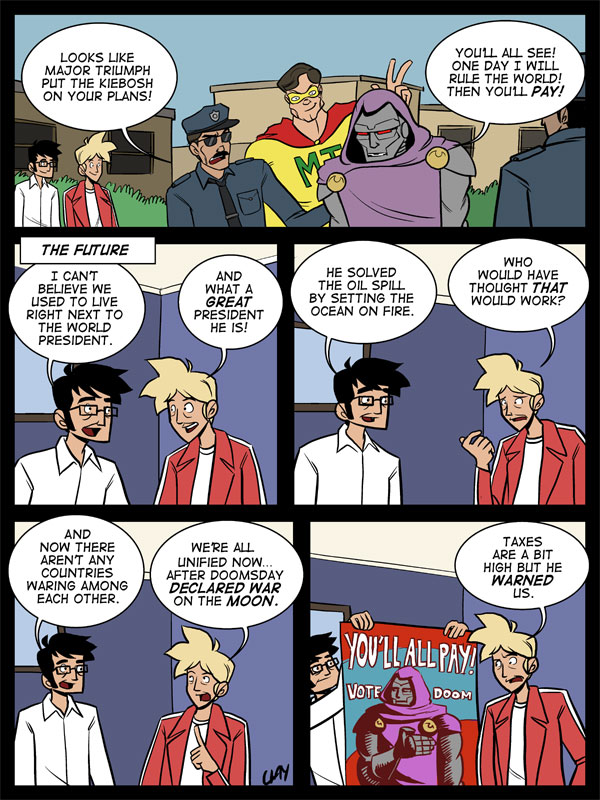 LOOKS LIKE
MAJOR TRIUMPH
PUT THE KIEBOSH
ON YOUR PLANS!
YOU'LL ALL SEE!
ONE DAY I WILL
RULE THE WORLD!
THEN YOU'LL PAY!
MT
THE FUTURE
I CAN'T
BELIEVE WE
USED TO LIVE
RIGHT NEXT TO
THE WORLD
PRESIDENT.
AND
WHAT A
GREAT
PRESIDENT
HE IS!
HE SOLVED
THE OIL SPILL
BY SETTING THE
OCEAN ON FIRE.
WHO
WOULD HAVE
THOUGHT THAT
WOULD WORK?
AND
NOW THERE
AREN'T ANY
COUNTRIES
WARING AMONG
EACH OTHER.
WE'RE ALL
UNIFIED NOW...
AFTER DOOMSDAY
DECLARED WAR
ON THE MOON.
CLAY
TAXES
ARE A BIT
HIGH BUT HE
WARNED
US.
YOU'LL ALL PAY!
VOTE DOOM